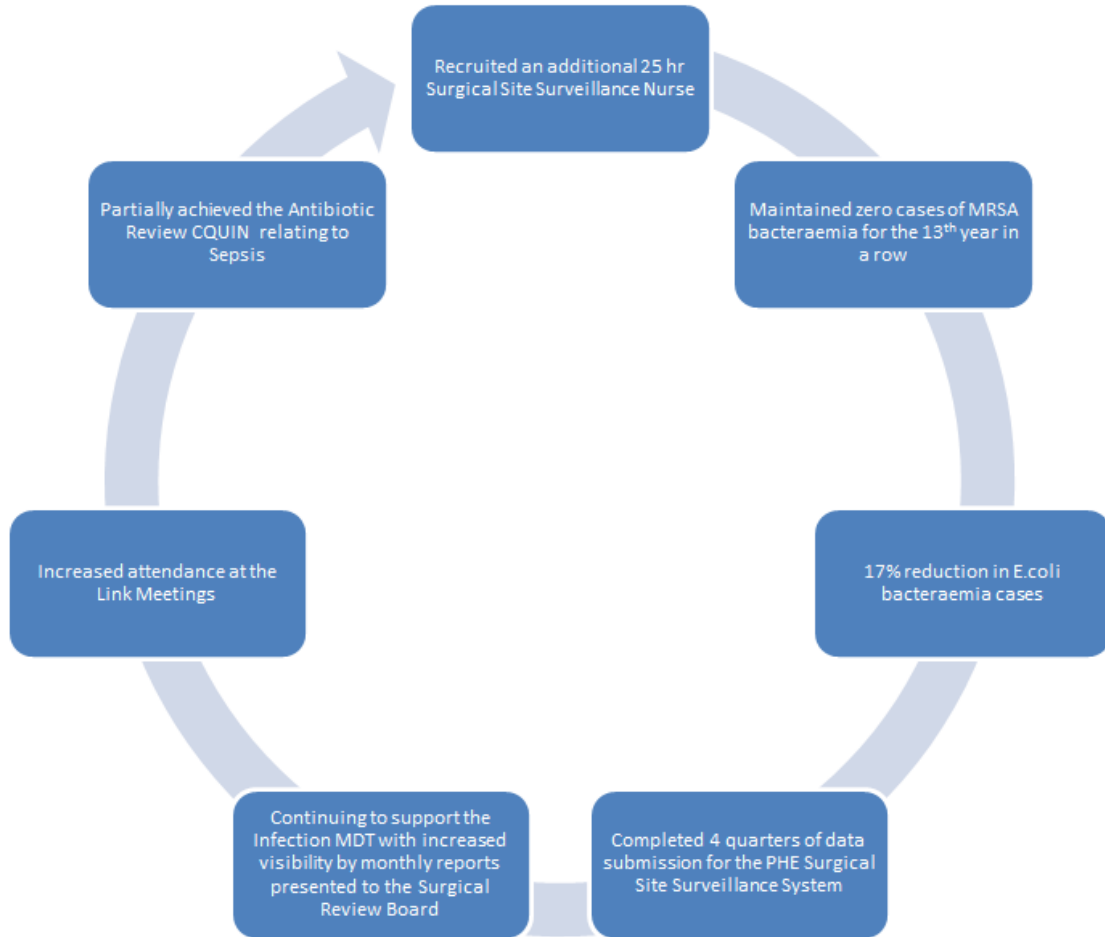 Recruited an additional 25 hr
Surgical Site Surveillance Nurse
Maintained zero cases of MRSA
bacteraemia for the 13th year in
a row
17% reduction in E.coli
bacteraemia cases
Completed 4 quarters of data
submission for the PHE Surgical
Site Surveillance System
Continuing to support the
Infection MDT with increased
visibility by monthly reports
presented to the Surgical
Review Board
Increased attendance at the
Link Meetings
Partially achieved the Antibiotic
Review CQUIN relating to
Sepsis